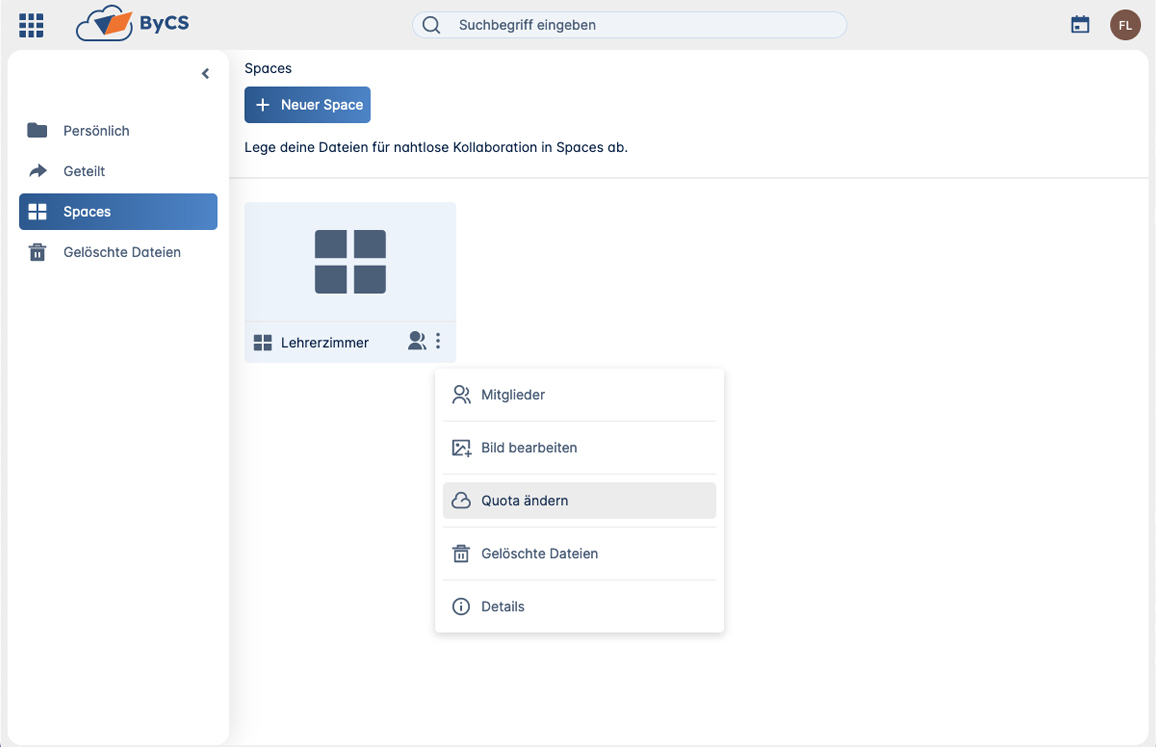 ByCS
Suchbegriff eingeben
FL
Persönlich
Geteilt
Spaces
Gelöschte Dateien
Spaces
Neuer Space
Lege deine Dateien für nahtlose Kollaboration in Spaces ab.
Lehrerzimmer
Mitglieder
Bild bearbeiten
Quota ändern
Gelöschte Dateien
Details